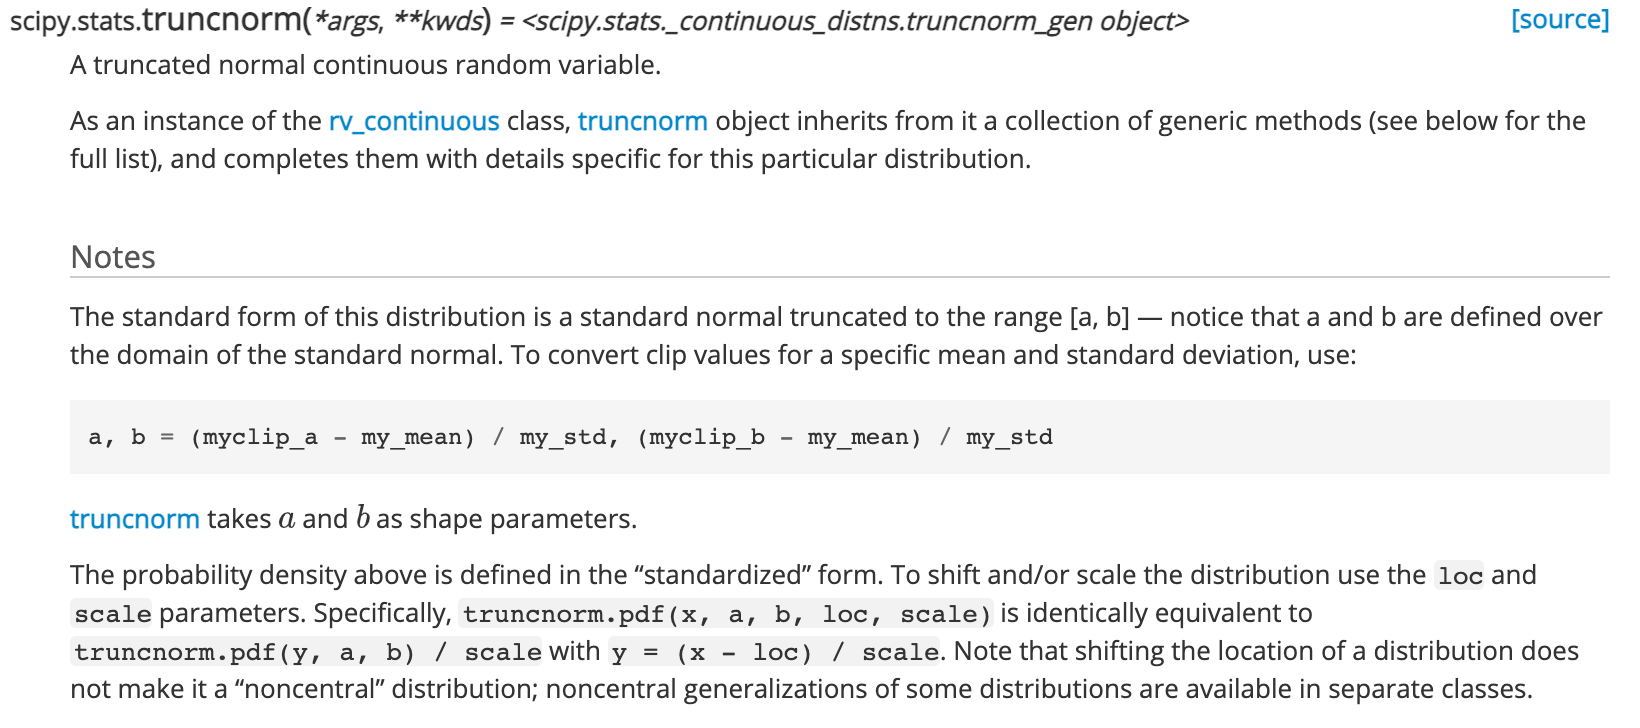 scipy.stats.truncnorm(*args, **kwds) = <scipy.stats._continuous_distns.truncnorm_gen object> [source]
A truncated normal continuous random variable.
As an instance of the rv_continuous class, truncnorm object inherits from it a collection of generic methods (see below for the
full list), and completes them with details specific for this particular distribution.
Notes
The standard form of this distribution is a standard normal truncated to the range [a, b] — notice that a and b are defined over
the domain of the standard normal. To convert clip values for a specific mean and standard deviation, use:
a, b = (myclip_a - my_mean) / my_std, (myclip_b - my_mean) / my_std
truncnorm takes a and b as shape parameters.
The probability density above is defined in the “standardized” form. To shift and/or scale the distribution use the loc and
scale parameters. Specifically, truncnorm.pdf(x, a, b, loc, scale) is identically equivalent to
truncnorm.pdf(y, a, b) / scale with y = (x - loc) / scale. Note that shifting the location of a distribution does
not make it a “noncentral” distribution; noncentral generalizations of some distributions are available in separate classes.